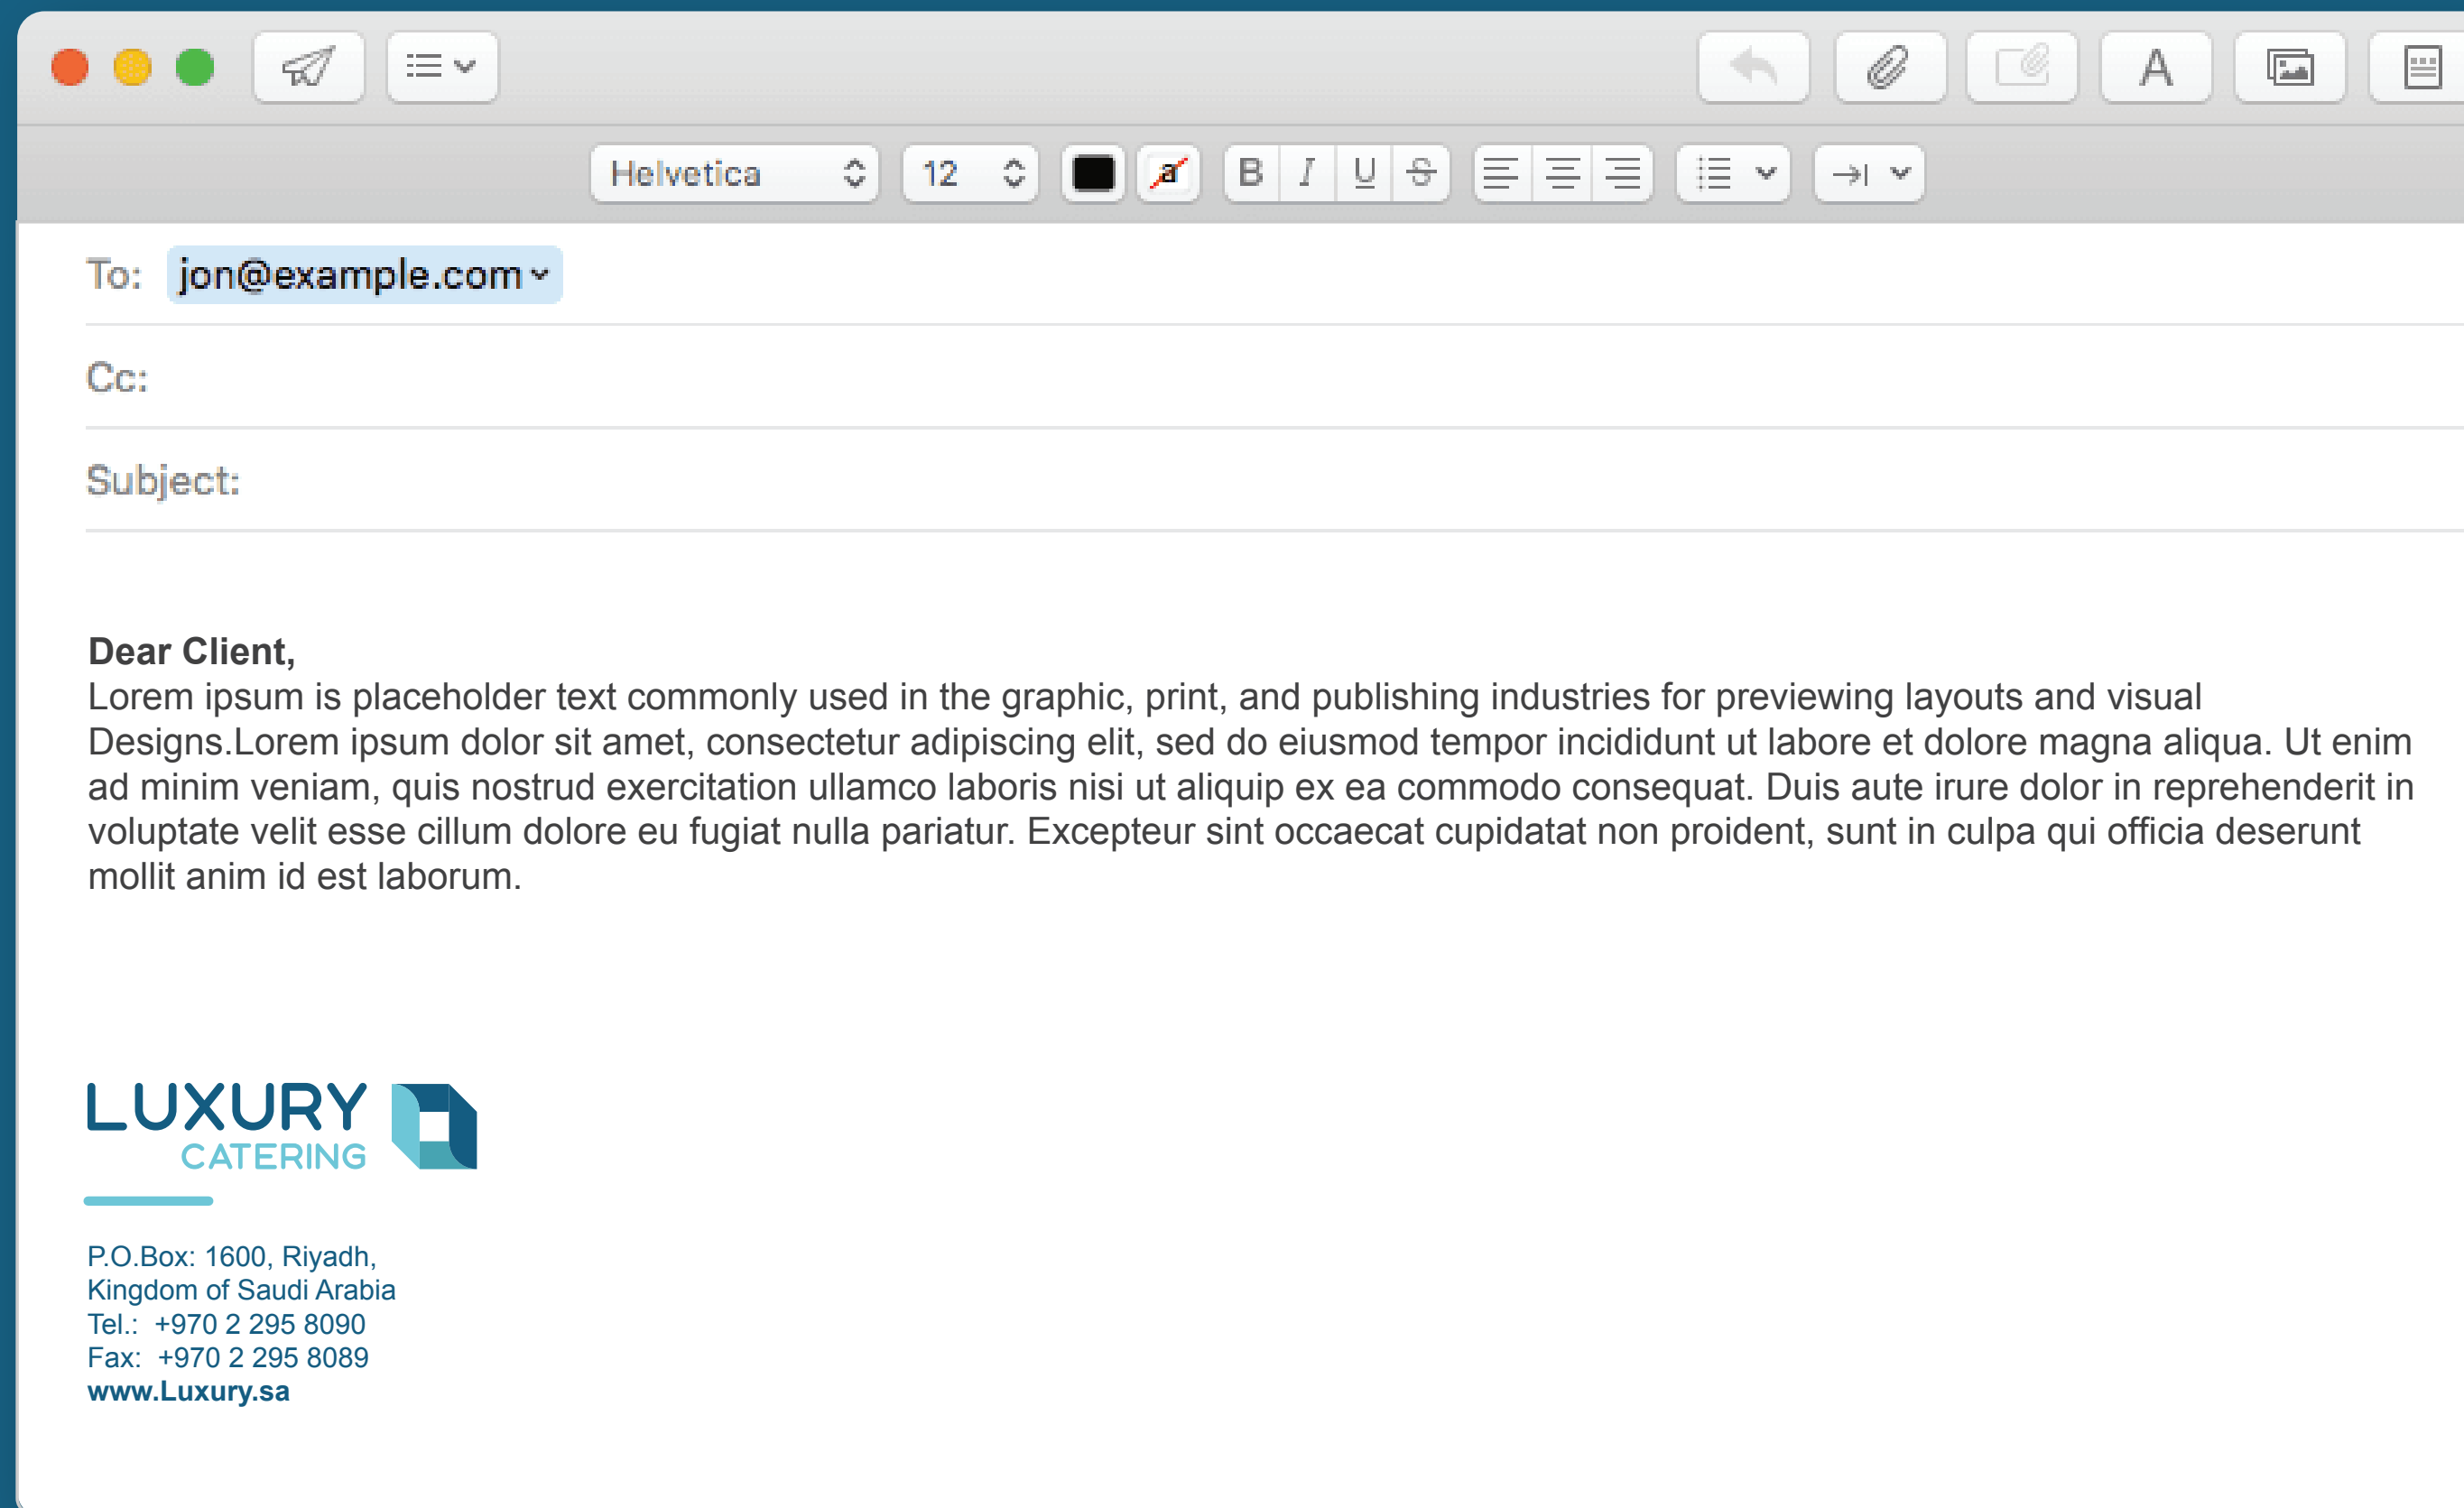 Helvetica 12 a B I U S A
To: jon@example.com
Cc:
Subject:
Dear Client,
Lorem ipsum is placeholder text commonly used in the graphic, print, and publishing industries for previewing layouts and visual
Designs.Lorem ipsum dolor sit amet, consectetur adipiscing elit, sed do eiusmod tempor incididunt ut labore et dolore magna aliqua. Ut enim
ad minim veniam, quis nostrud exercitation ullamco laboris nisi ut aliquip ex ea commodo consequat. Duis aute irure dolor in reprehenderit in
voluptate velit esse cillum dolore eu fugiat nulla pariatur. Excepteur sint occaecat cupidatat non proident, sunt in culpa qui officia deserunt
mollit anim id est laborum.
LUXURY
CATERING
P.O.Box: 1600, Riyadh,
Kingdom of Saudi Arabia
Tel.: +970 2 295 8090
Fax: +970 2 295 8089
www.Luxury.sa